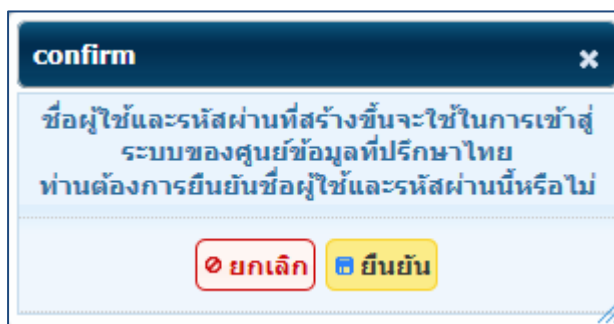 confirm
ชื่อผู้ใช้และรหัสผ่านที่สร้างขึ้นจะใช้ในการเข้าสู่
ระบบของศูนย์ข้อมูลที่ปรึกษาไทย
ท่านต้องการยืนยันชื่อผู้ใช้และรหัสผ่านนี้หรือไม่
ยกเลิก ยืนยัน